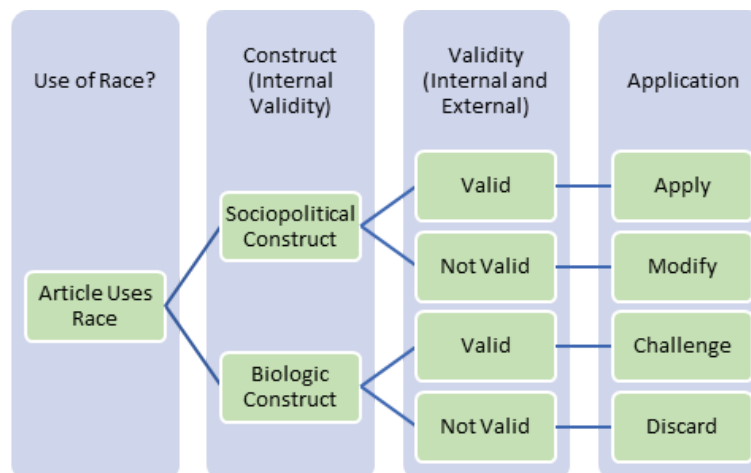 Use of Race?
Construct
(Internal
Validity)
Validity
(Internal and
External)
Application
Article Uses
Race
Sociopolitical
Construct
Biologic
Construct
Valid
Not Valid
Valid
Not Valid
Apply
Modify
Challenge
Discard